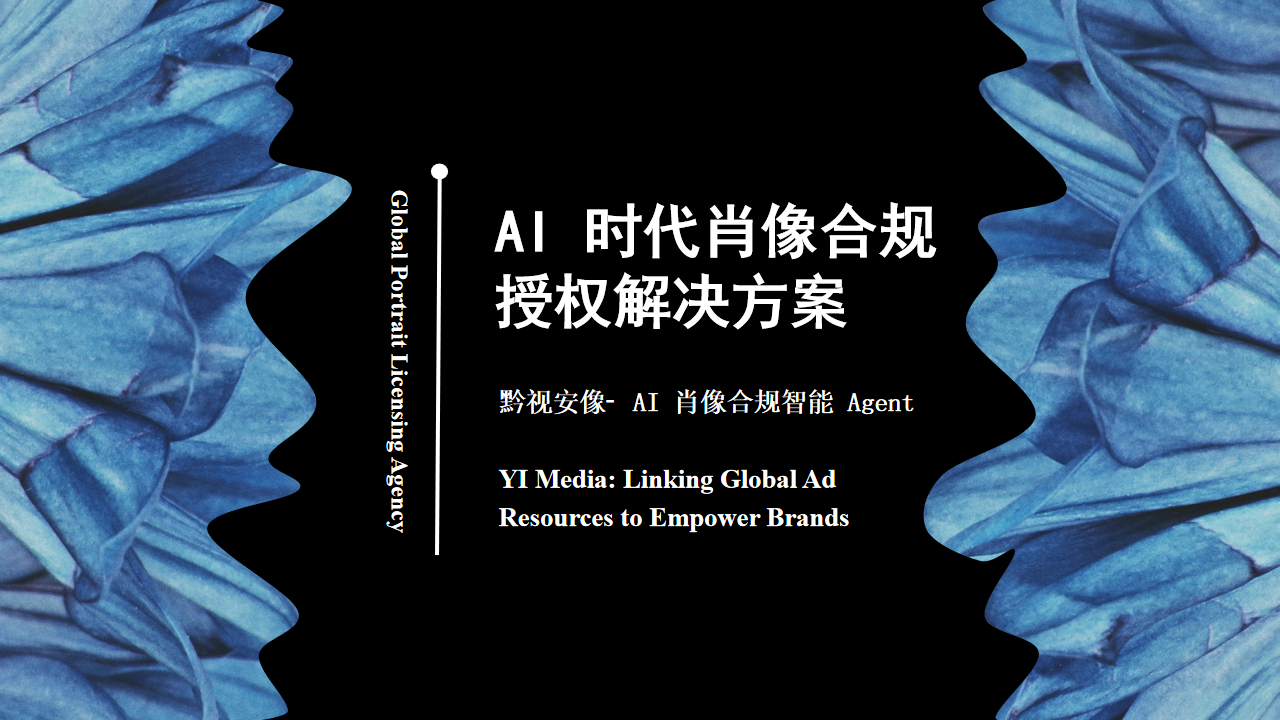 Global Portrait Licensing Agency
AI 时代肖像合规
授权解决方案
黔视安像- AI 肖像合规智能 Agent
YI Media: Linking Global Ad
Resources to Empower Brands